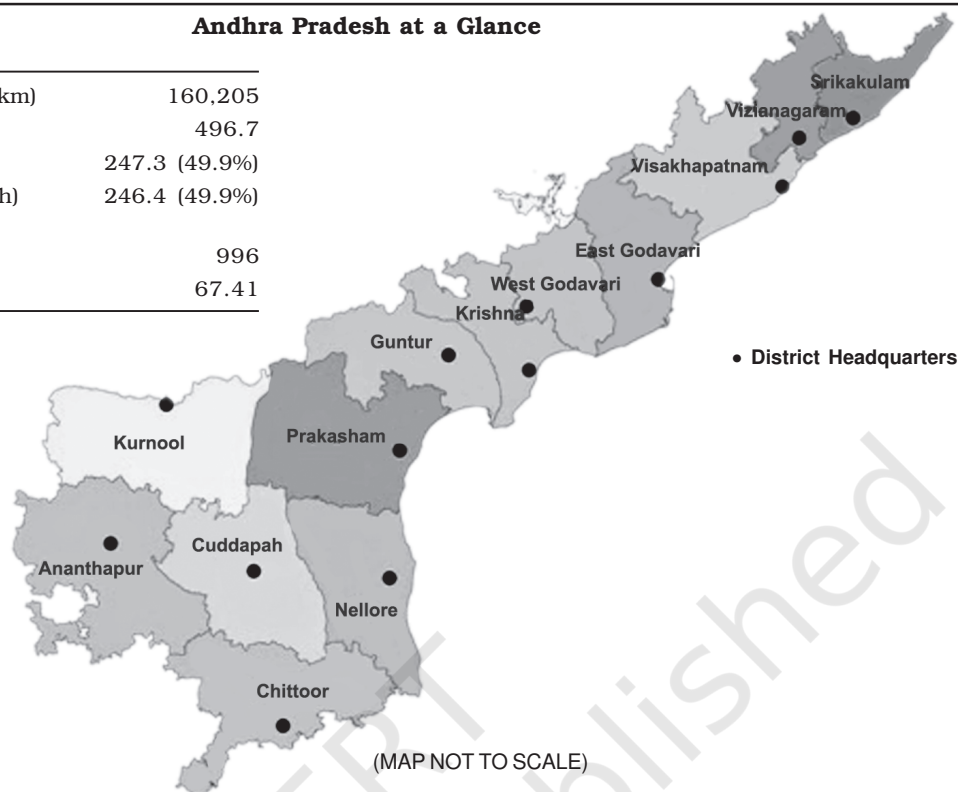 Andhra Pradesh at a Glance
km) 160,205
496.7
247.3 (49.9%)
h) 246.4 (49.9%)
996
67.41
Srikakulam
Vizianagaram
Visakhapatnam
East Godavari
West Godavari
Krishna
Guntur
• District Headquarters
Prakasham
Kurnool
Cuddapah
Ananthapur
Nellore
Chittoor
(MAP NOT TO SCALE)